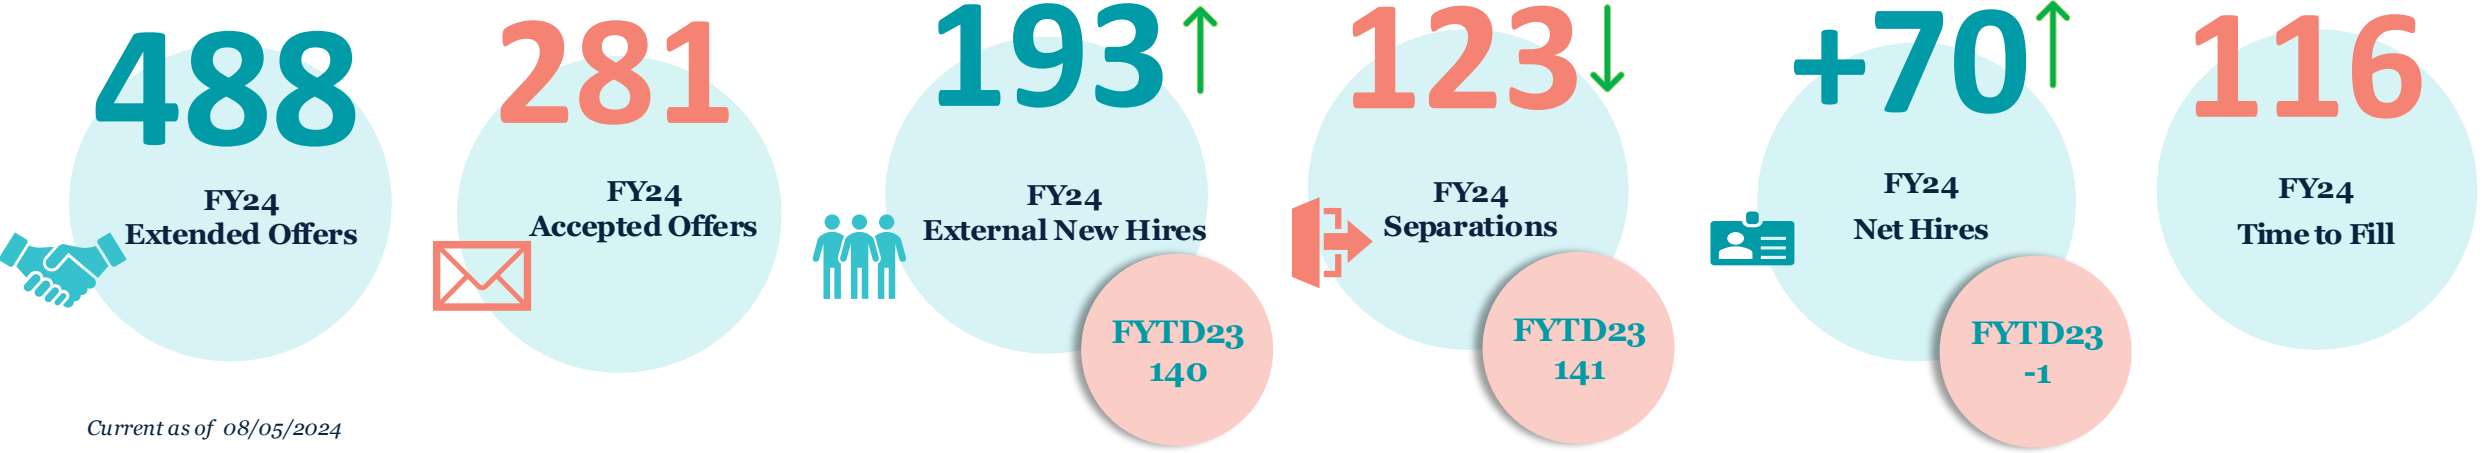 488
FY24
Extended Offers
281
FY24
Accepted Offers
193
FY24
External New Hires
FYTD23
140
123
FY24
Separations
FYTD23
141
+70
FY24
Net Hires
FYTD23
-1
116
FY24
Time to Fill
Current as of 08/05/2024